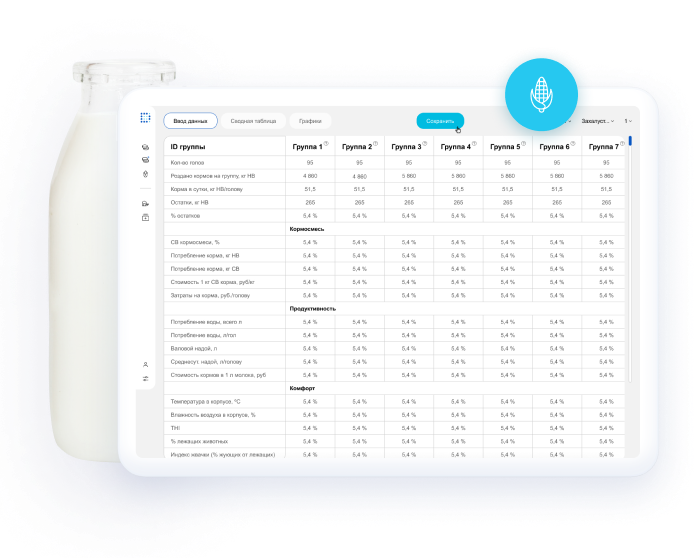 Ввод данных Сводная таблица Графики Сохранить Захалуст... 1
ID группы Группа 1 Группа 2 Группа 3 Группа 4 Группа 5 Группа 6 Группа 7
Кол-во голов 95 95 95 95 95 95 95
Роздано кормов на группу, кг НВ 4 860 4 860 5 860 5 860 5 860 5 860 5 860
Корма в сутки, кг НВ/голову 51,5 51,5 51,5 51,5 51,5 51,5 51,5
Остатки, кг НВ 265 265 265 265 265 265 265
% остатков 5,4 % 5,4 % 5,4 % 5,4 % 5,4 % 5,4 % 5,4 %
Кормосмесь
СВ кормосмеси, % 5,4 % 5,4 % 5,4 % 5,4 % 5,4 % 5,4 % 5,4 %
Потребление корма, кг НВ 5,4 % 5,4 % 5,4 % 5,4 % 5,4 % 5,4 % 5,4 %
Потребление корма, кг СВ 5,4 % 5,4 % 5,4 % 5,4 % 5,4 % 5,4 % 5,4 %
Стоимость 1 кг СВ корма, руб/кг 5,4 % 5,4 % 5,4 % 5,4 % 5,4 % 5,4 % 5,4 %
Затраты на корма, руб./голову 5,4 % 5,4 % 5,4 % 5,4 % 5,4 % 5,4 % 5,4 %
Продуктивность
Потребление воды, всего л 5,4 % 5,4 % 5,4 % 5,4 % 5,4 % 5,4 % 5,4 %
Потребление воды, л/гол 5,4 % 5,4 % 5,4 % 5,4 % 5,4 % 5,4 % 5,4 %
Валовой надой, л 5,4 % 5,4 % 5,4 % 5,4 % 5,4 % 5,4 % 5,4 %
Среднесут. надой, л/голову 5,4 % 5,4 % 5,4 % 5,4 % 5,4 % 5,4 % 5,4 %
Стоимость кормов в 1 л молока, руб 5,4 % 5,4 % 5,4 % 5,4 % 5,4 % 5,4 % 5,4 %
Комфорт
Температура в корпусе, °C 5,4 % 5,4 % 5,4 % 5,4 % 5,4 % 5,4 % 5,4 %
Влажность воздуха в корпусе, % 5,4 % 5,4 % 5,4 % 5,4 % 5,4 % 5,4 % 5,4 %
THI 5,4 % 5,4 % 5,4 % 5,4 % 5,4 % 5,4 % 5,4 %
% лежащих животных 5,4 % 5,4 % 5,4 % 5,4 % 5,4 % 5,4 % 5,4 %
Индекс жвачки (% жующих от лежащих) 5,4 % 5,4 % 5,4 % 5,4 % 5,4 % 5,4 % 5,4 %